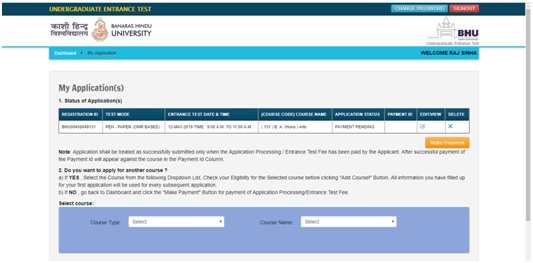 UNDERGRADUATE ENTRANCE TEST
CHANGE PASSWORD SIGNOUT
काशी हिन्दू विश्वविद्यालय
BANARAS HINDU UNIVERSITY
BHU
Undergraduate Entrance Test
Dashboard My Application
WELCOME RAJ SINHA
My Application(s)
1. Status of Application(s)
REGISTRATION ID TEST MODE ENTRANCE TEST DATE & TIME (COURSE CODE) COURSE NAME APPLICATION STATUS PAYMENT ID EDIT/VIEW DELETE
PEN - PAPER (OMR BASED) 12-MAY-2019 TIME : 8:00 A.M. TO 11:00 A.M. ( 131 ) B. A. (Hons.) Arts PAYMENT PENDING
Make Payment
Note: Application shall be treated as successfully submitted only when the Application Processing / Entrance Test Fee has been paid by the Applicant. After successful payment of
fee Payment id will appear against the course in the Payment Id Column.
2. Do you want to apply for another course ?
a) If YES , Select the Course from the following Dropdown List, Check your Eligibility for the Selected course before clicking "Add Course!" Button. All information you have filled up
for your first application will be used for every subsequent application.
b) If NO , go back to Dashboard and click the "Make Payment" Button for payment of Application Processing/Entrance Test Fee.
Select course:
Course Type: Select Course Name: Select